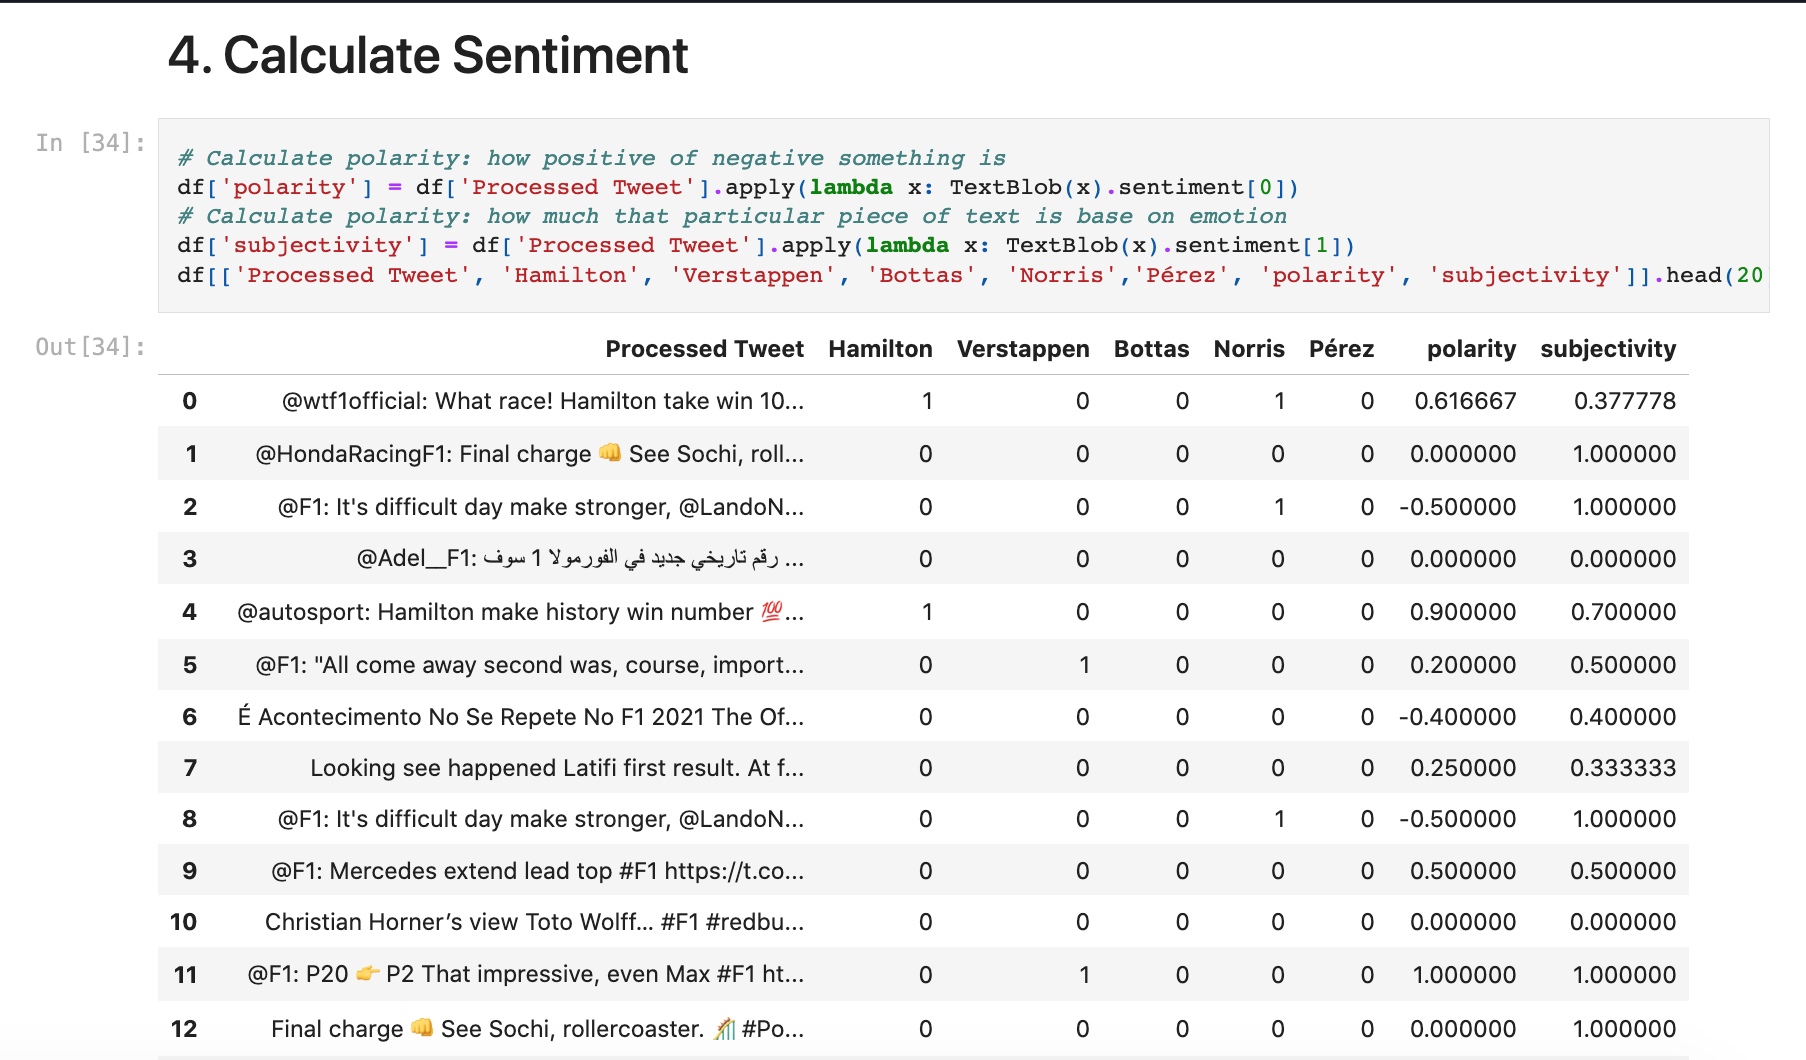 4. Calculate Sentiment
In [34]:
# Calculate polarity: how positive of negative something is
df['polarity'] = df['Processed Tweet'].apply(lambda x: TextBlob(x).sentiment[0])
# Calculate polarity: how much that particular piece of text is base on emotion
df['subjectivity'] = df['Processed Tweet'].apply(lambda x: TextBlob(x).sentiment[1])
df[['Processed Tweet', 'Hamilton', 'Verstappen', 'Bottas', 'Norris','Pérez', 'polarity', 'subjectivity']].head(20
Out[34]:
Processed Tweet Hamilton Verstappen Bottas Norris Pérez polarity subjectivity
0 @wtf1official: What race! Hamilton take win 10... 1 0 0 1 0 0.616667 0.377778
1 @HondaRacingF1: Final charge 👊 See Sochi, roll... 0 0 0 0 0 0.000000 1.000000
2 @F1: It's difficult day make stronger, @LandoN... 0 0 0 1 0 -0.500000 1.000000
3 @Adel__F1: رقم تاريخي جديد في الفورمولا 1 سوف ... 0 0 0 0 0 0.000000 0.000000
4 @autosport: Hamilton make history win number 💯... 1 0 0 0 0 0.900000 0.700000
5 @F1: "All come away second was, course, import... 0 1 0 0 0 0.200000 0.500000
6 É Acontecimento No Se Repete No F1 2021 The Of... 0 0 0 0 0 -0.400000 0.400000
7 Looking see happened Latifi first result. At f... 0 0 0 0 0 0.250000 0.333333
8 @F1: It's difficult day make stronger, @LandoN... 0 0 0 1 0 -0.500000 1.000000
9 @F1: Mercedes extend lead top #F1 https://t.co... 0 0 0 0 0 0.500000 0.500000
10 Christian Horner’s view Toto Wolff... #F1 #redbu... 0 0 0 0 0 0.000000 0.000000
11 @F1: P20 👉 P2 That impressive, even Max #F1 ht... 0 1 0 0 0 1.000000 1.000000
12 Final charge 👊 See Sochi, rollercoaster. 🎢 #Po... 0 0 0 0 0 0.000000 1.000000